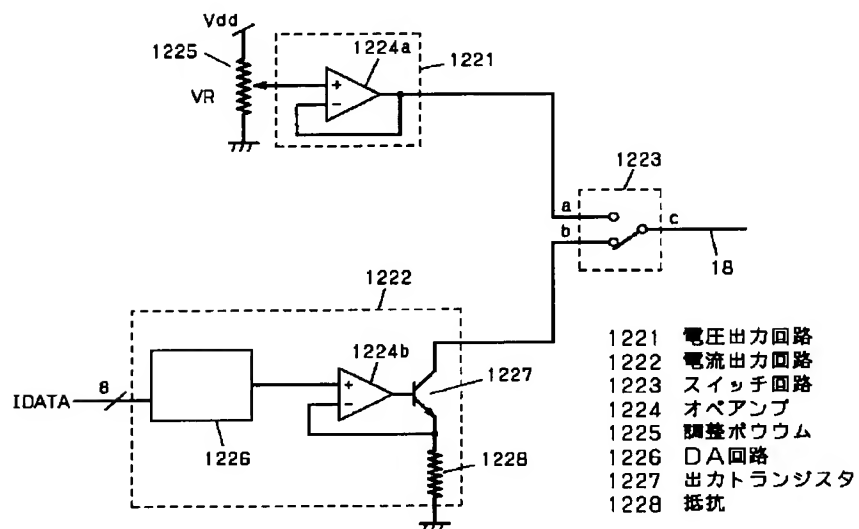 Vdd
1225
VR
1224a
1221
+
−
1223
a
b
c
18
1222
1224b
+
−
1227
IDATA
8
1226
1228
1221 電圧出力回路
1222 電流出力回路
1223 スイッチ回路
1224 オペアンプ
1225 調整ボウウム
1226 DA回路
1227 出力トランジスタ
1228 抵抗